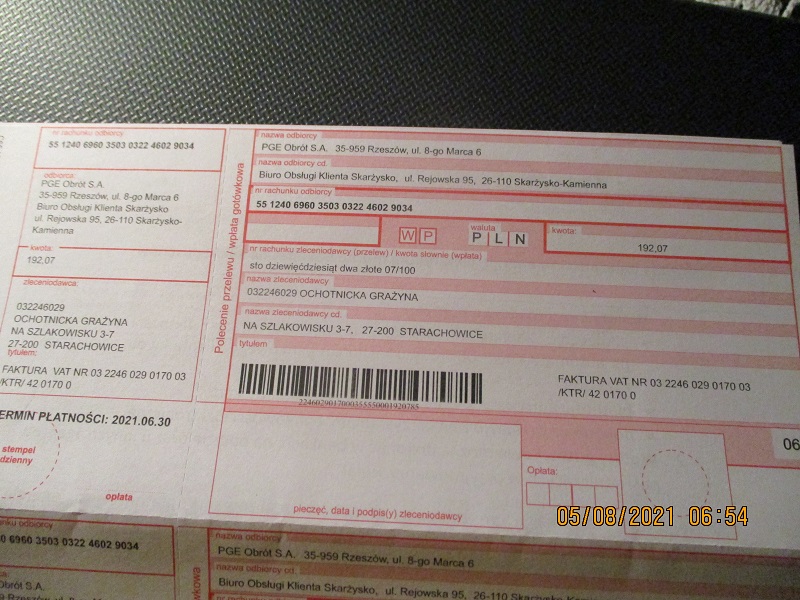 nr rachunku odbiorcy
55 1240 6960 3503 0322 4602 9034
odbiorca:
PGE Obrót S.A.
35-959 Rzeszów, ul. 8-go Marca 6
Biuro Obsługi Klienta Skarżysko
ul. Rejowska 95, 26-110 Skarżysko-
Kamienna
kwota:
192,07
zleceniodawca:
032246029
OCHOTNICKA GRAŻYNA
NA SZLAKOWISKU 3-7
27-200 STARACHOWICE
tytułem:
FAKTURA VAT NR 03 2246 029 0170 03
/KTR/ 42 0170 0
ERMIN PŁATNOŚCI: 2021.06.30
stempel
dzienny
opłata
Polecenie przelewu / wpłata gotówkowa
nazwa odbiorcy
PGE Obrót S.A. 35-959 Rzeszów, ul. 8-go Marca 6
nazwa odbiorcy cd.
Biuro Obsługi Klienta Skarżysko, ul. Rejowska 95, 26-110 Skarżysko-Kamienna
nr rachunku odbiorcy
55 1240 6960 3503 0322 4602 9034
W P
waluta
P L N
kwota:
192,07
nr rachunku zleceniodawcy (przelew) / kwota słownie (wpłata)
sto dziewięćdziesiąt dwa złote 07/100
nazwa zleceniodawcy
032246029 OCHOTNICKA GRAŻYNA
nazwa zleceniodawcy cd.
NA SZLAKOWISKU 3-7, 27-200 STARACHOWICE
tytułem
FAKTURA VAT NR 03 2246 029 0170 03
/KTR/ 42 0170 0
06
Opłata:
pieczęć, data i podpis(y) zleceniodawcy
05/08/2021 06:54
nku odbiorcy
0 6960 3503 0322 4602 9034
ca:
Obrót S.A.
nazwa odbiorcy
PGE Obrót S.A. 35-959 Rzeszów, ul. 8-go Marca 6
nazwa odbiorcy cd.
Biuro Obsługi Klienta Skarżysko, ul. Rejowska 95, 26-110 Skarżysko-Kamien